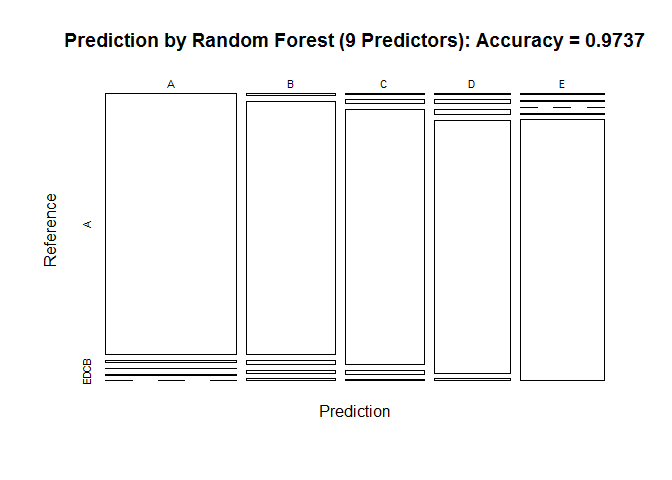 Prediction by Random Forest (9 Predictors): Accuracy = 0.9737
A B C D E
Reference
A
EDCB
Prediction